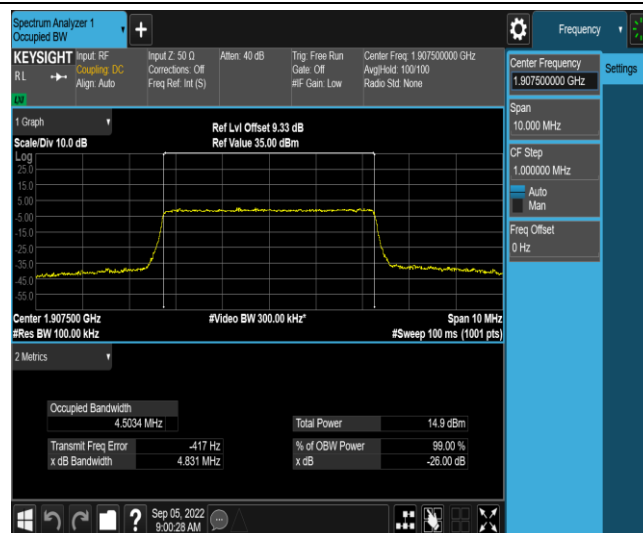 Spectrum Analyzer 1
Occupied BW
+
Frequency
KEYSIGHT
Input: RF
Input Z: 50 Ω
Atten: 40 dB
Trig: Free Run
Center Freq: 1.907500000 GHz
RL
Coupling: DC
Corrections: Off
Gate: Off
Avg|Hold: 100/100
Align: Auto
Freq Ref: Int (S)
#IF Gain: Low
Radio Std: None
Center Frequency
1.907500000 GHz
Settings
Span
10.000 MHz
CF Step
1.000000 MHz
Auto
Man
Freq Offset
0 Hz
1 Graph
Ref Lvl Offset 9.33 dB
Scale/Div 10.0 dB
Ref Value 35.00 dBm
Log
25.0
15.0
5.00
-5.00
-15.0
-25.0
-35.0
-45.0
-55.0
Center 1.907500 GHz
#Video BW 300.00 kHz*
Span 10 MHz
#Res BW 100.00 kHz
#Sweep 100 ms (1001 pts)
2 Metrics
Occupied Bandwidth
4.5034 MHz
Total Power
14.9 dBm
Transmit Freq Error
-417 Hz
% of OBW Power
99.00 %
x dB Bandwidth
4.831 MHz
x dB
-26.00 dB
?
Sep 05, 2022
9:00:28 AM